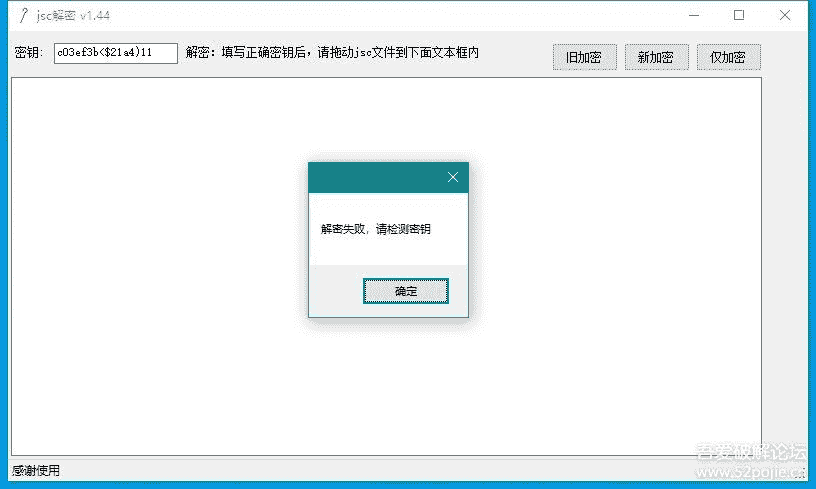 jsc解密 v1.44
密钥: c03ef3b<$21a4)11 解密：填写正确密钥后，请拖动jsc文件到下面文本框内 旧加密 新加密 仅加密
解密失败，请检测密钥
确定
感谢使用
吾爱破解论坛
www.52pojie.cn